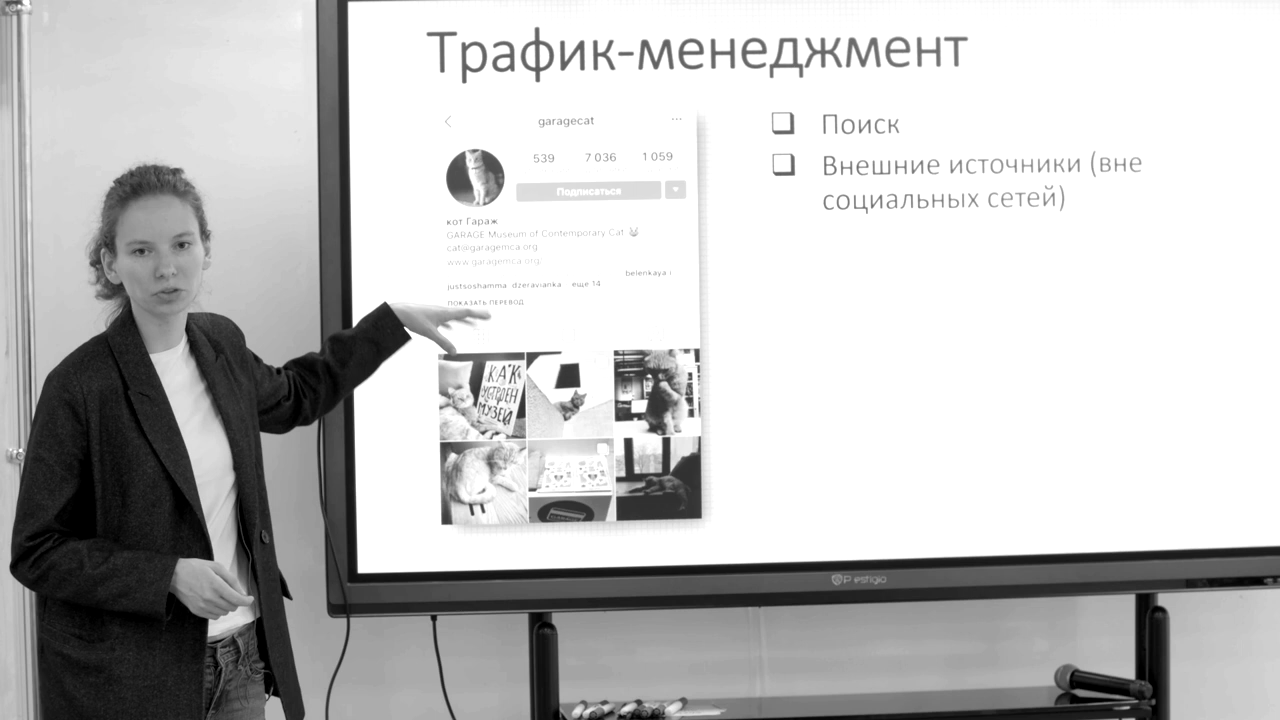 Трафик-менеджмент
garagecat
539 7 036 1 059
Подписаться
кот Гараж
GARAGE Museum of Contemporary Cat
cat@garagemca.org
www.garagemca.org
belenkaya
justsoshamma dzeravianka еще 14
ПОКАЗАТЬ ПЕРЕВОД
КАК
УСТРОЕН
МУЗЕЙ
Поиск
Внешние источники (вне
социальных сетей)
Prestigio